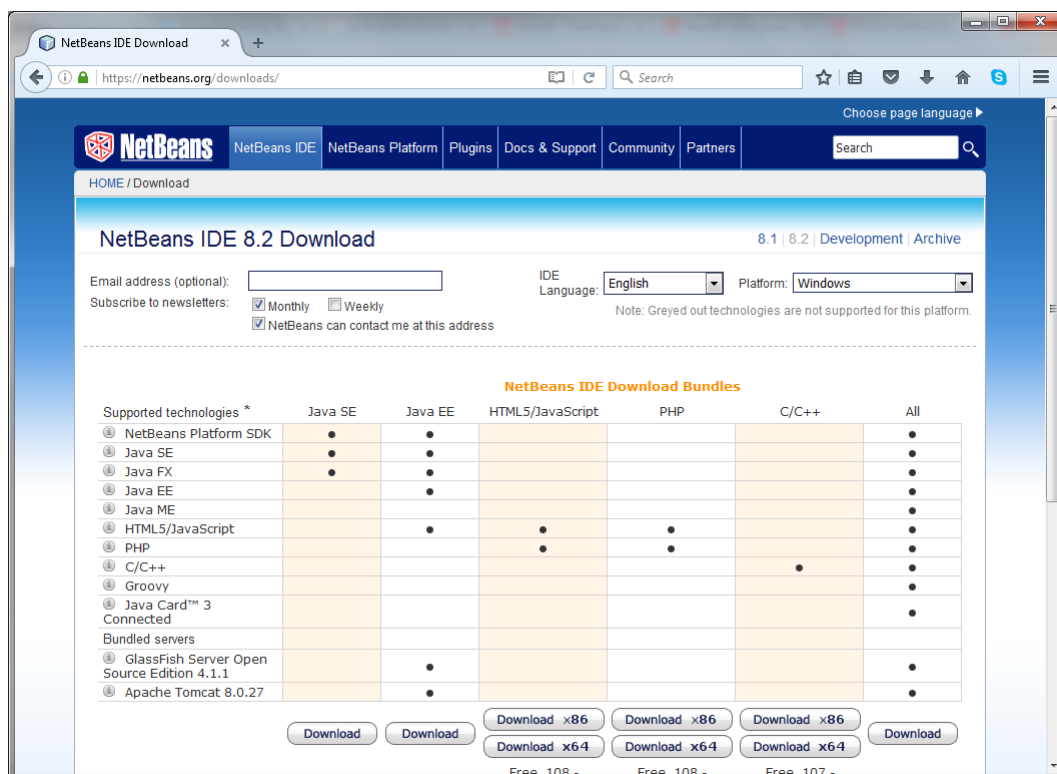 NetBeans IDE Download
https://netbeans.org/downloads/
Search
Choose page language
NetBeans NetBeans IDE NetBeans Platform Plugins Docs & Support Community Partners Search
HOME / Download
NetBeans IDE 8.2 Download 8.1 | 8.2 | Development | Archive
Email address (optional): IDE Language: English Platform: Windows
Subscribe to newsletters: Monthly Weekly Note: Greyed out technologies are not supported for this platform.
NetBeans can contact me at this address
NetBeans IDE Download Bundles
Supported technologies * Java SE Java EE HTML5/JavaScript PHP C/C++ All
NetBeans Platform SDK • • •
Java SE • • •
Java FX • • •
Java EE • •
Java ME •
HTML5/JavaScript • • • •
PHP • • •
C/C++ • •
Groovy •
Java Card™ 3
Connected •
Bundled servers
GlassFish Server Open
Source Edition 4.1.1 • •
Apache Tomcat 8.0.27 • •
Download Download Download x86 Download x86 Download x86 Download
Download x64 Download x64 Download x64
Free, 108 - Free, 108 - Free, 107 -